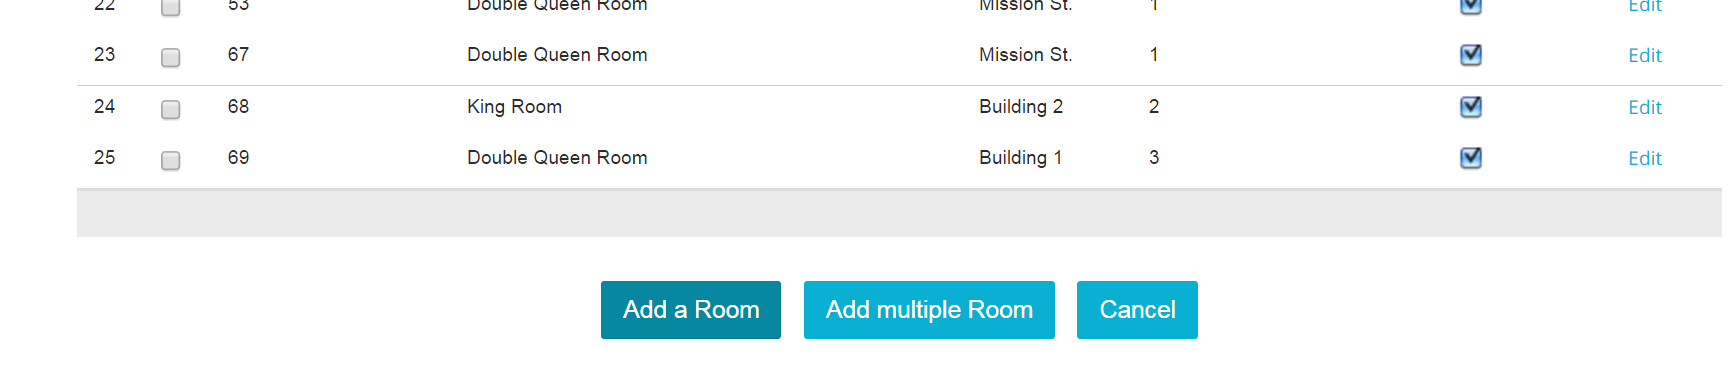 22 53 Double Queen Room Mission St. 1 Edit
23 67 Double Queen Room Mission St. 1 Edit
24 68 King Room Building 2 2 Edit
25 69 Double Queen Room Building 1 3 Edit
Add a Room Add multiple Room Cancel